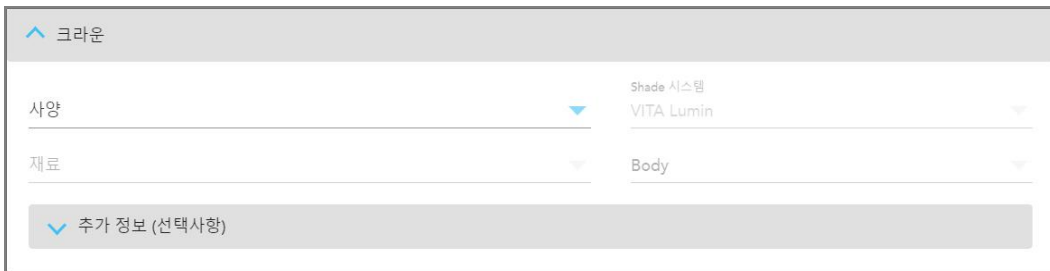 크라운
사양
Shade 시스템
VITA Lumin
재료
Body
추가 정보 (선택사항)